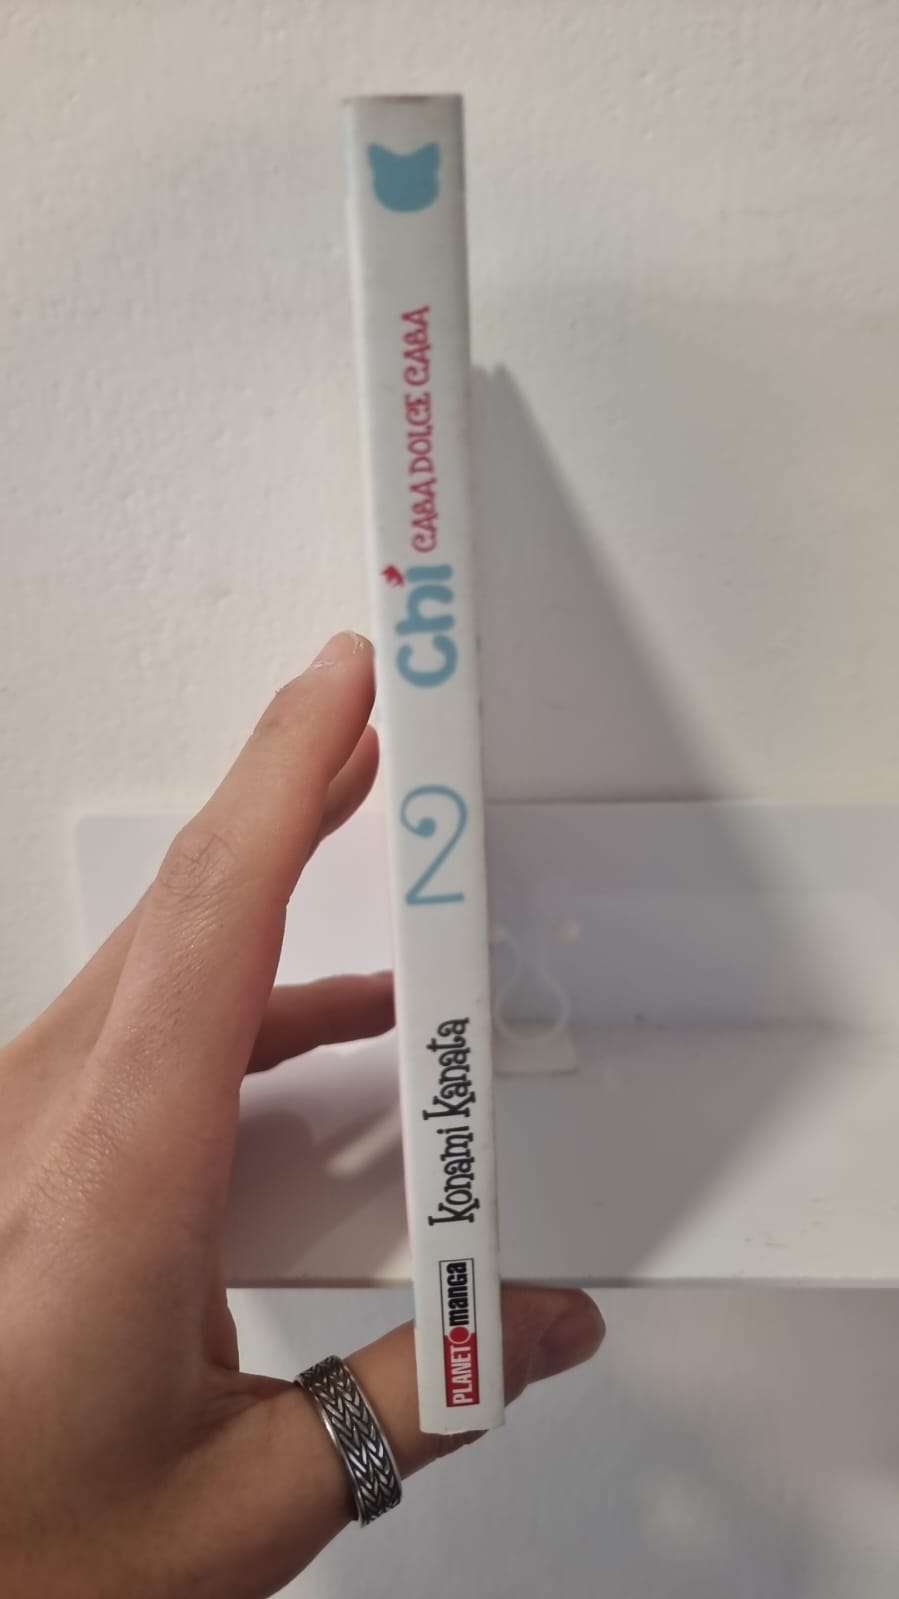 PLANET manga
Konami Kanata
2
Chi
CASA DOLCE CASA